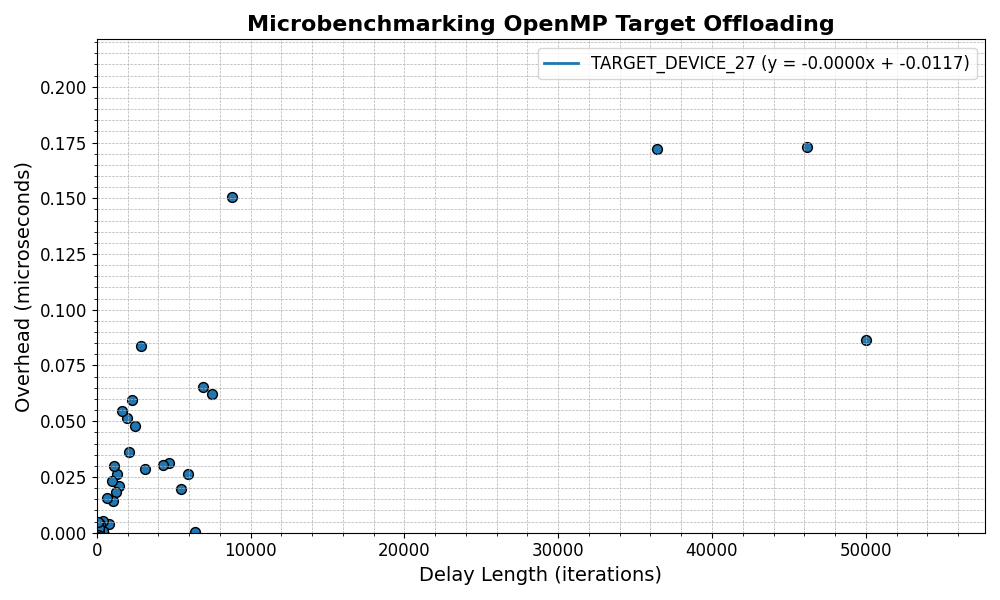 Microbenchmarking OpenMP Target Offloading
TARGET_DEVICE_27 (y = -0.0000x + -0.0117)
Overhead (microseconds)
0.200
0.175
0.150
0.125
0.100
0.075
0.050
0.025
0.000
0 10000 20000 30000 40000 50000
Delay Length (iterations)